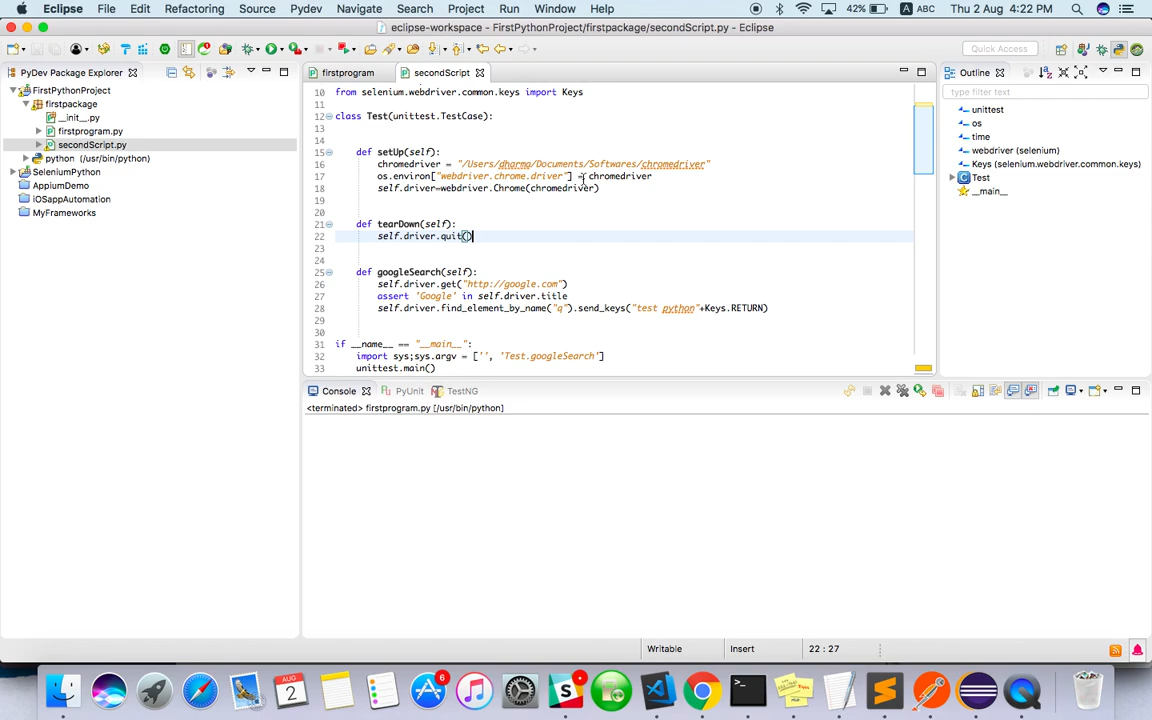 Eclipse File Edit Refactoring Source Pydev Navigate Search Project Run Window Help 42% A ABC Thu 2 Aug 4:22 PM
eclipse-workspace - FirstPythonProject/firstpackage/secondScript.py - Eclipse
Quick Access
PyDev Package Explorer
FirstPythonProject
firstpackage
__init__.py
firstprogram.py
secondScript.py
python (/usr/bin/python)
SeleniumPython
AppiumDemo
iOSappAutomation
MyFrameworks
firstprogram secondScript
10 from selenium.webdriver.common.keys import Keys
11
12 class Test(unittest.TestCase):
13
14
15 def setUp(self):
16 chromedriver = "/Users/dharma/Documents/Softwares/chromedriver"
17 os.environ["webdriver.chrome.driver"] = chromedriver
18 self.driver=webdriver.Chrome(chromedriver)
19
20
21 def tearDown(self):
22 self.driver.quit()
23
24
25 def googleSearch(self):
26 self.driver.get("http://google.com")
27 assert 'Google' in self.driver.title
28 self.driver.find_element_by_name("q").send_keys("test python"+Keys.RETURN)
29
30
31 if __name__ == "__main__":
32 import sys;sys.argv = ['', 'Test.googleSearch']
33 unittest.main()
Outline
type filter text
unittest
os
time
webdriver (selenium)
Keys (selenium.webdriver.common.keys)
Test
__main__
Console PyUnit TestNG
<terminated> firstprogram.py [/usr/bin/python]
Writable Insert 22 : 27
AUG
2
6